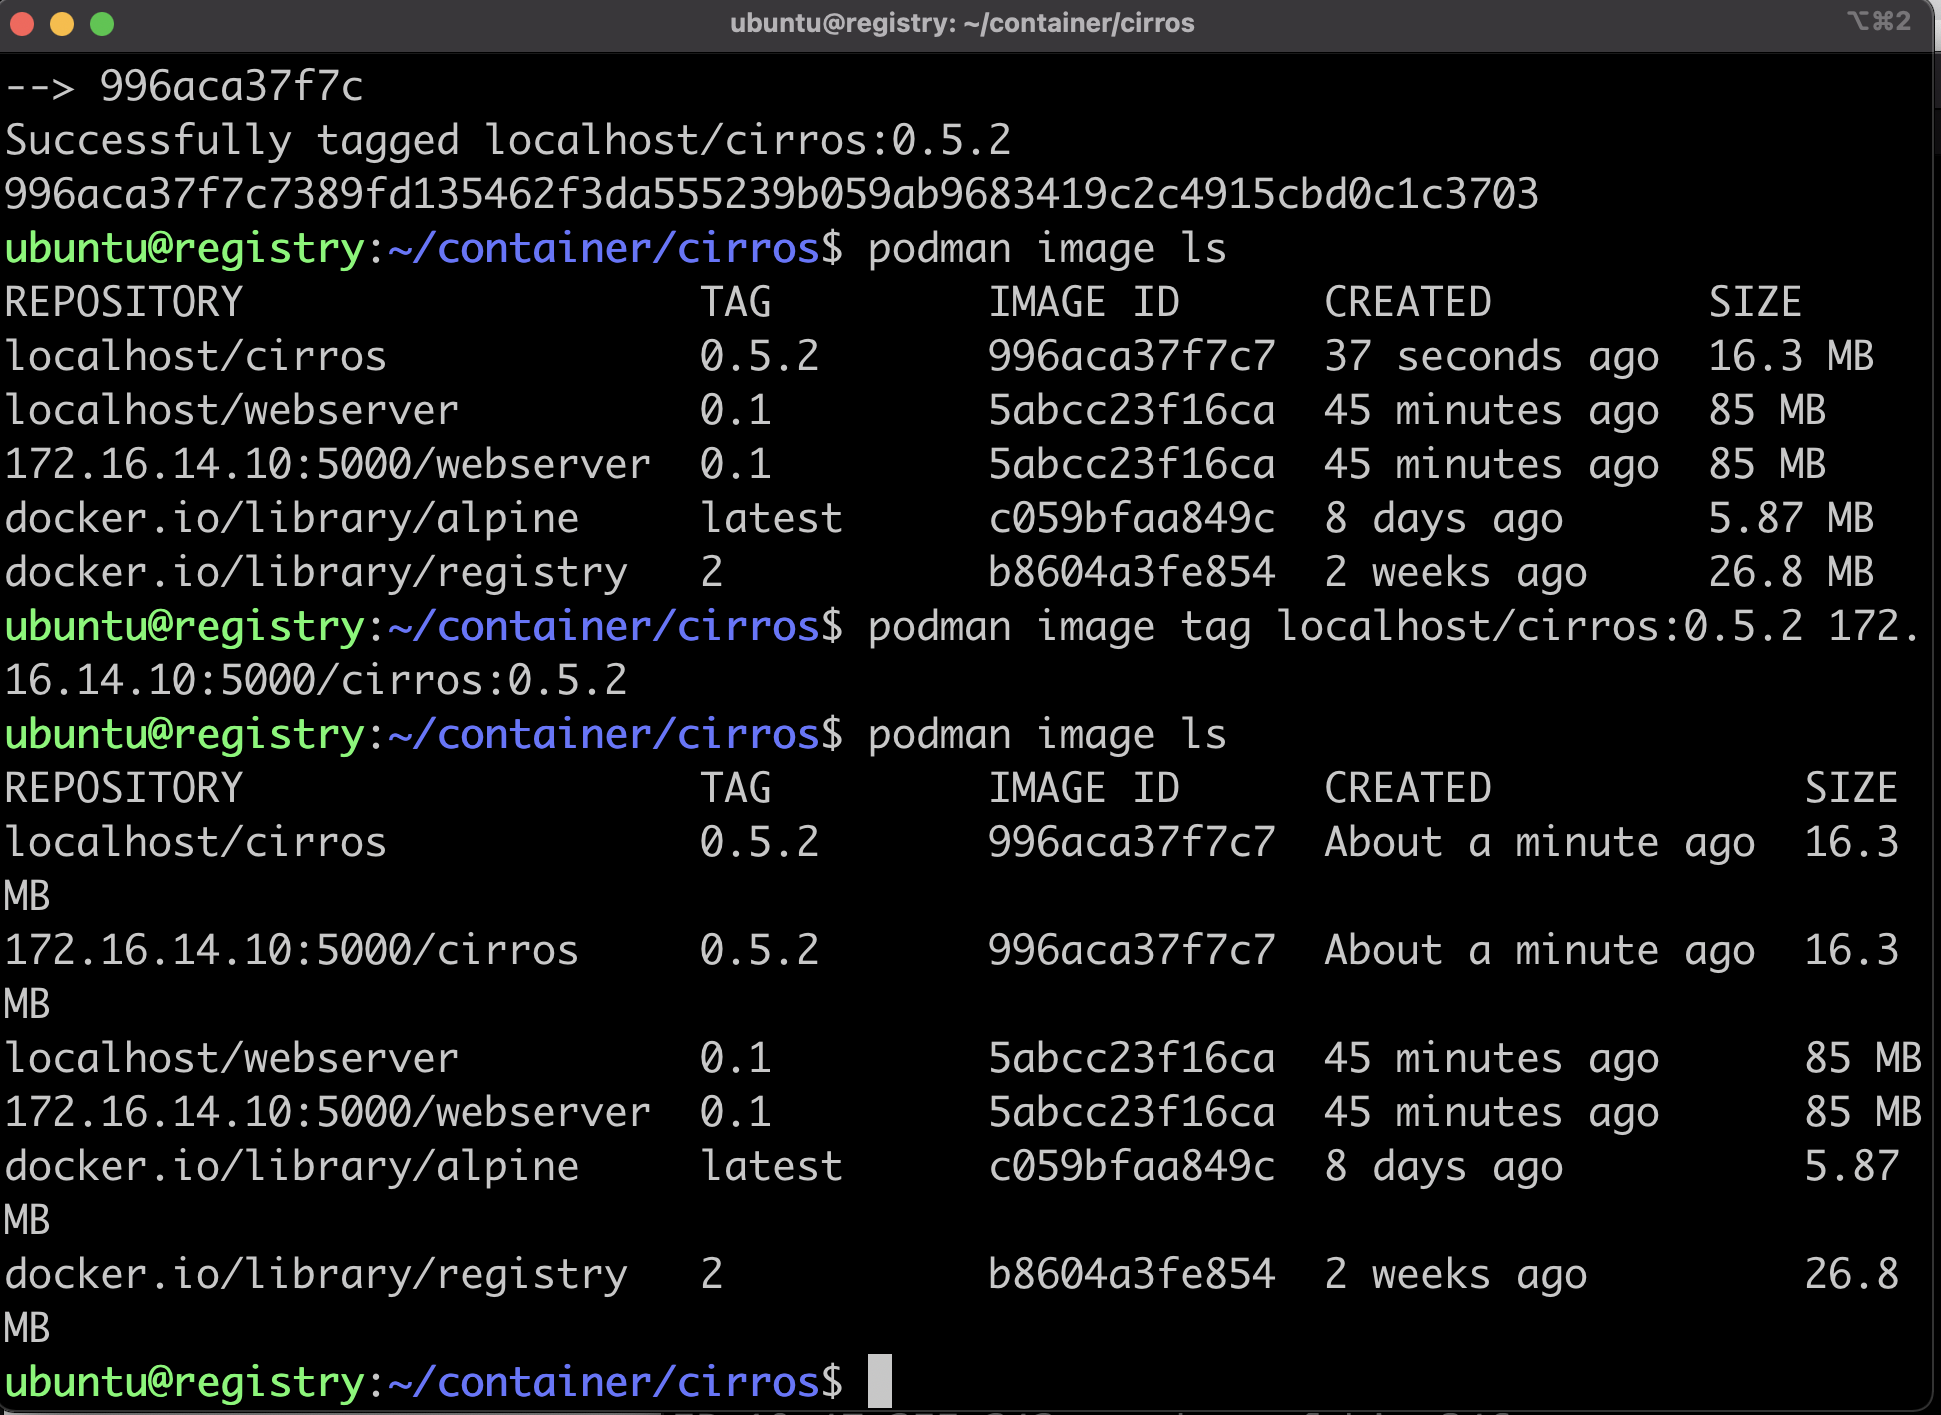 ubuntu@registry: ~/container/cirros ⌥⌘2
--> 996aca37f7c
Successfully tagged localhost/cirros:0.5.2
996aca37f7c7389fd135462f3da555239b059ab9683419c2c4915cbd0c1c3703
ubuntu@registry:~/container/cirros$ podman image ls
REPOSITORY TAG IMAGE ID CREATED SIZE
localhost/cirros 0.5.2 996aca37f7c7 37 seconds ago 16.3 MB
localhost/webserver 0.1 5abcc23f16ca 45 minutes ago 85 MB
172.16.14.10:5000/webserver 0.1 5abcc23f16ca 45 minutes ago 85 MB
docker.io/library/alpine latest c059bfaa849c 8 days ago 5.87 MB
docker.io/library/registry 2 b8604a3fe854 2 weeks ago 26.8 MB
ubuntu@registry:~/container/cirros$ podman image tag localhost/cirros:0.5.2 172.
16.14.10:5000/cirros:0.5.2
ubuntu@registry:~/container/cirros$ podman image ls
REPOSITORY TAG IMAGE ID CREATED SIZE
localhost/cirros 0.5.2 996aca37f7c7 About a minute ago 16.3
MB
172.16.14.10:5000/cirros 0.5.2 996aca37f7c7 About a minute ago 16.3
MB
localhost/webserver 0.1 5abcc23f16ca 45 minutes ago 85 MB
172.16.14.10:5000/webserver 0.1 5abcc23f16ca 45 minutes ago 85 MB
docker.io/library/alpine latest c059bfaa849c 8 days ago 5.87
MB
docker.io/library/registry 2 b8604a3fe854 2 weeks ago 26.8
MB
ubuntu@registry:~/container/cirros$